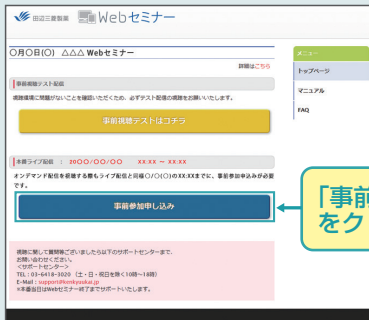 田辺三菱製薬 Webセミナー
〇月〇日(〇) △△△ Webセミナー
詳細はこちら
事前視聴テスト配信
視聴環境に問題がないことを確認いただくため、必ずテスト配信の視聴をお願いいたします。
事前視聴テストはコチラ
本番ライブ配信 : 20〇〇/〇〇/〇〇 XX:XX ~ XX:XX
オンデマンド配信を視聴する際もライブ配信と同様〇/〇(〇)のXX:XXまでに、事前参加申込みが必要
です。
事前参加申し込み
視聴に関して質問等ございましたら以下のサポートセンターまで、
お問い合わせください。
<サポートセンター>
TEL:03-6418-3020 (土・日・祝日を除く10時~18時)
E-Mail:support@kenkyuukai.jp
※本番当日はWebセミナー終了までサポートいたします。
メニュー
トップページ
マニュアル
FAQ
「事前
をク